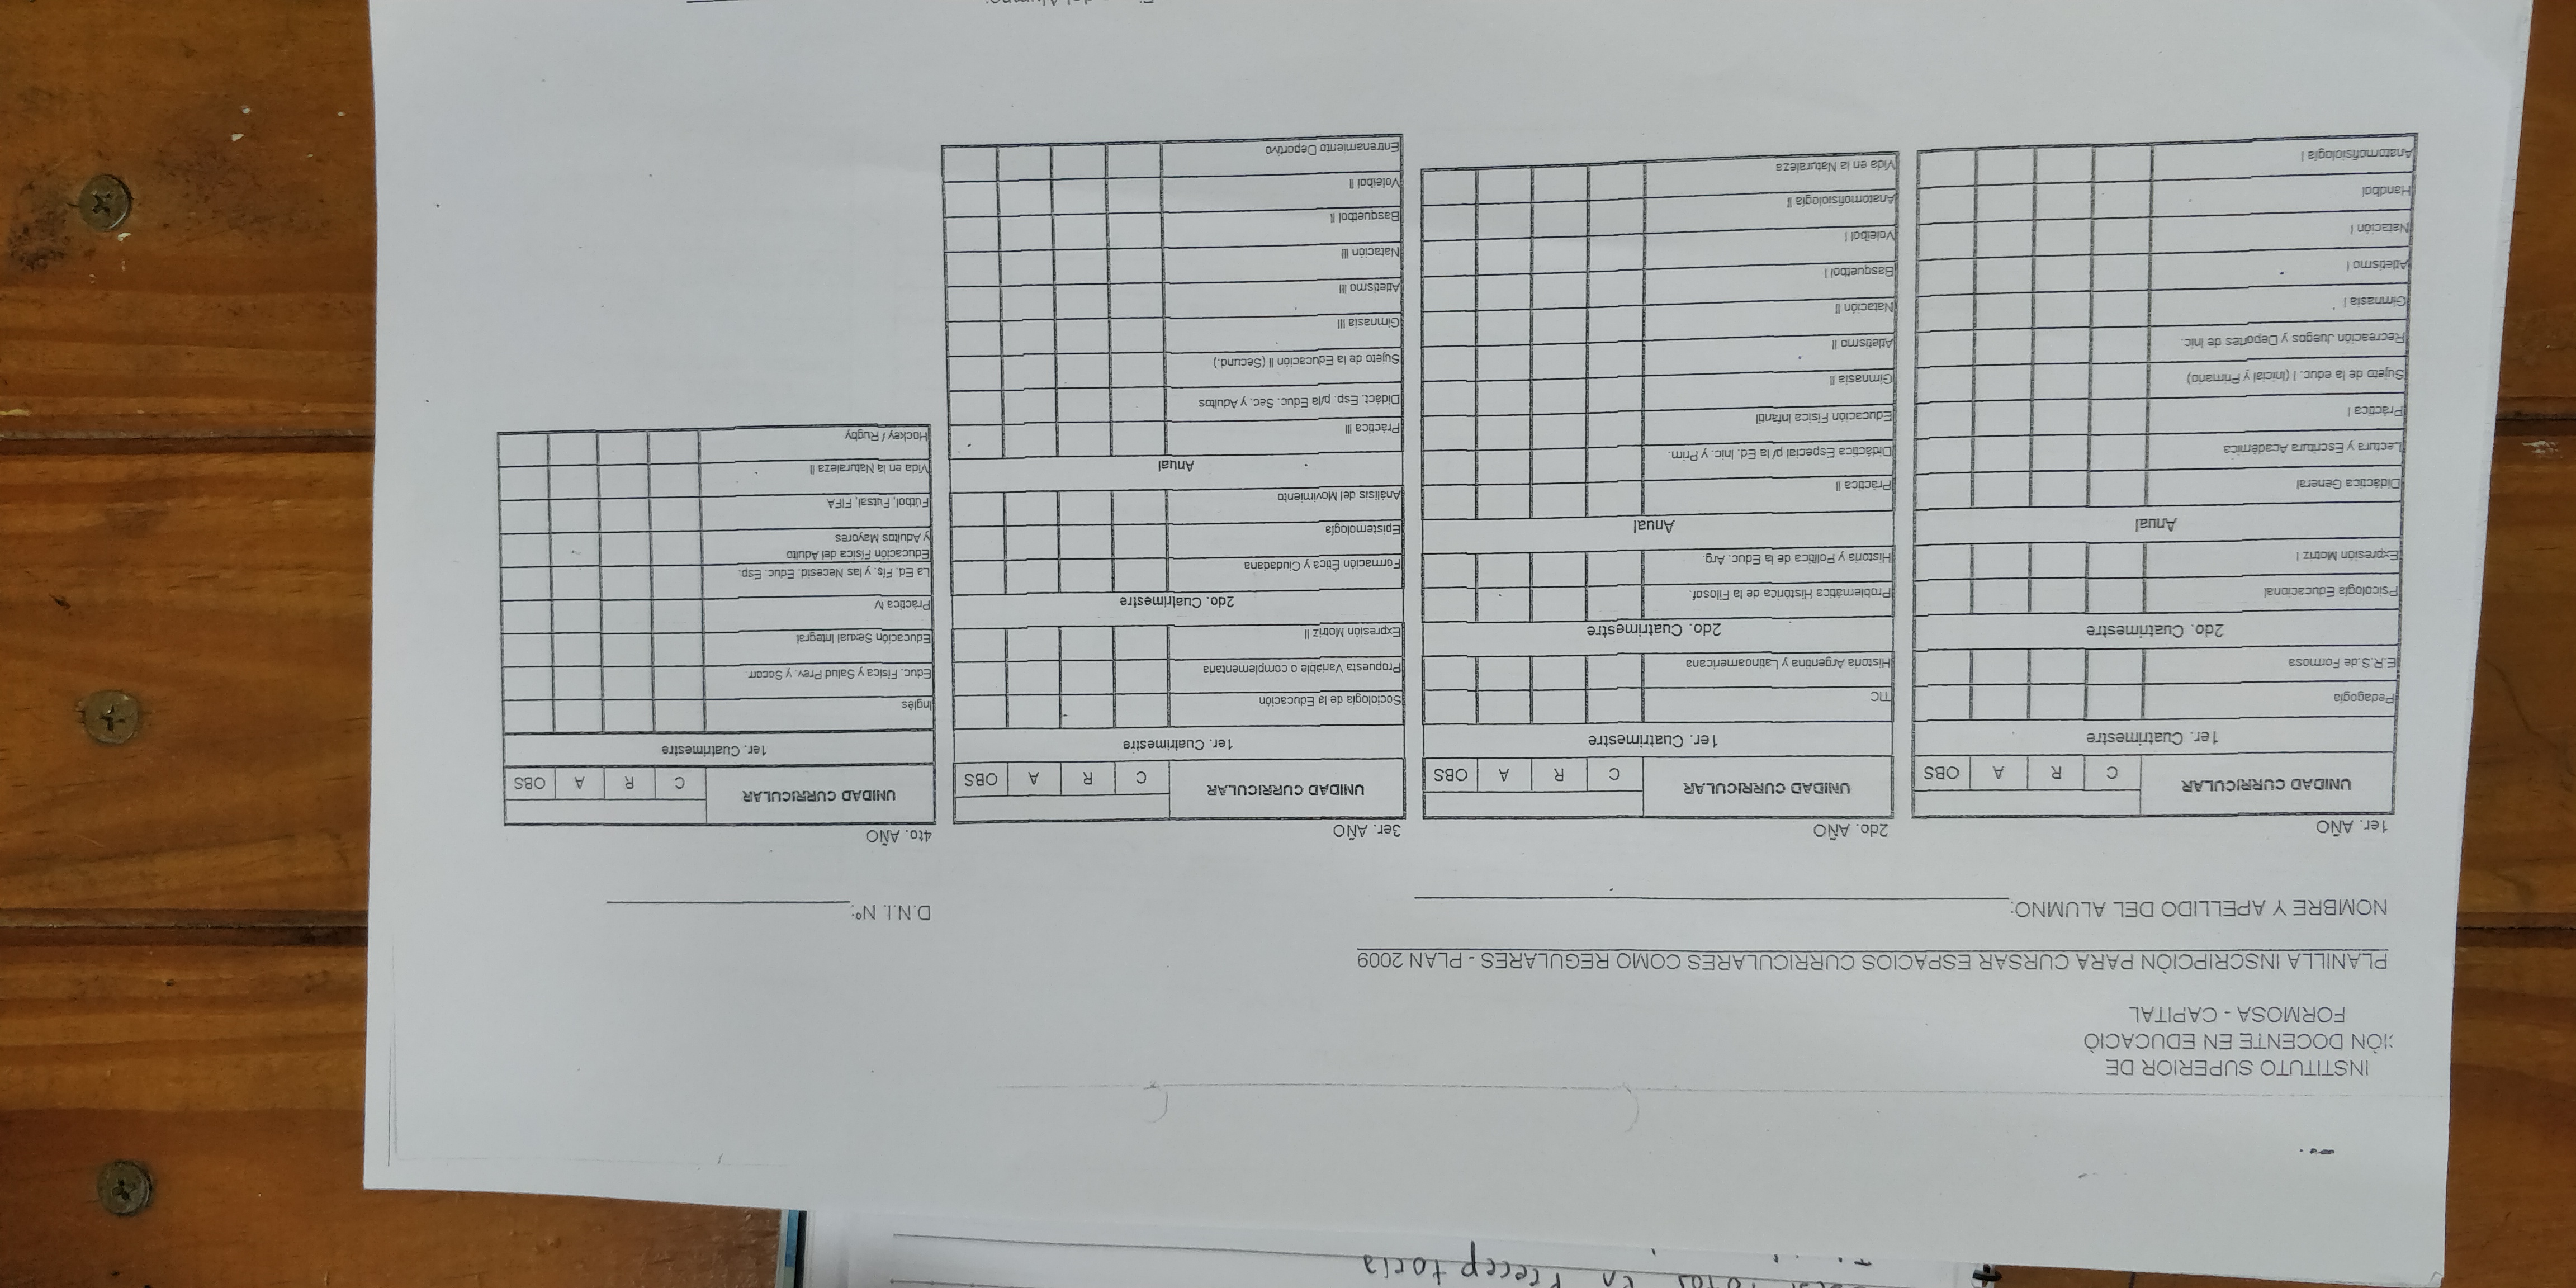 en Preceptoria
INSTITUTO SUPERIOR DE
IÒN DOCENTE EN EDUCACIÒ
FORMOSA - CAPITAL
PLANILLA INSCRIPCIÒN PARA CURSAR ESPACIOS CURRICULARES COMO REGULARES - PLAN 2009
NOMBRE Y APELLIDO DEL ALUMNO:
D.N.I. Nº:
1er. AÑO
UNIDAD CURRICULAR
C R A OBS
1er. Cuatrimestre
Pedagogía
E.R.S.de Formosa
2do. Cuatrimestre
Psicología Educacional
Expresión Motriz I
Anual
Didáctica General
Lectura y Escritura Académica
Práctica I
Sujeto de la educ. I (Inicial y Primario)
Recreación Juegos y Deportes de Inic.
Gimnasia I
Atletismo I
Natación I
Handbol
Anatomofisiología I
2do. AÑO
UNIDAD CURRICULAR
C R A OBS
1er. Cuatrimestre
TIC
Historia Argentina y Latinoamericana
2do. Cuatrimestre
Problemática Histórica de la Filosof.
Historia y Política de la Educ. Arg.
Anual
Práctica II
Didáctica Especial p/ la Ed. Inic. y Prim.
Educación Física Infantil
Gimnasia II
Atletismo II
Natación II
Basquetbol I
Voleibol I
Anatomofisiología II
Vida en la Naturaleza
3er. AÑO
UNIDAD CURRICULAR
C R A OBS
1er. Cuatrimestre
Sociología de la Educación
Propuesta Variable o complementaria
Expresión Motriz II
2do. Cuatrimestre
Formación Ética y Ciudadana
Epistemología
Análisis del Movimiento
Anual
Práctica III
Didáct. Esp. p/la Educ. Sec. y Adultos
Sujeto de la Educación II (Secund.)
Gimnasia III
Atletismo III
Natación III
Basquetbol II
Voleibol II
Entrenamiento Deportivo
4to. AÑO
UNIDAD CURRICULAR
C R A OBS
1er. Cuatrimestre
Inglés
Educ. Física y Salud Prev. y Socorr.
Educación Sexual Integral
Práctica IV
La Ed. Fís. y las Necesid. Educ. Esp.
Educación Física del Adulto
y Adultos Mayores
Fútbol, Futsal, FIFA
Vida en la Naturaleza II
Hockey / Rugby